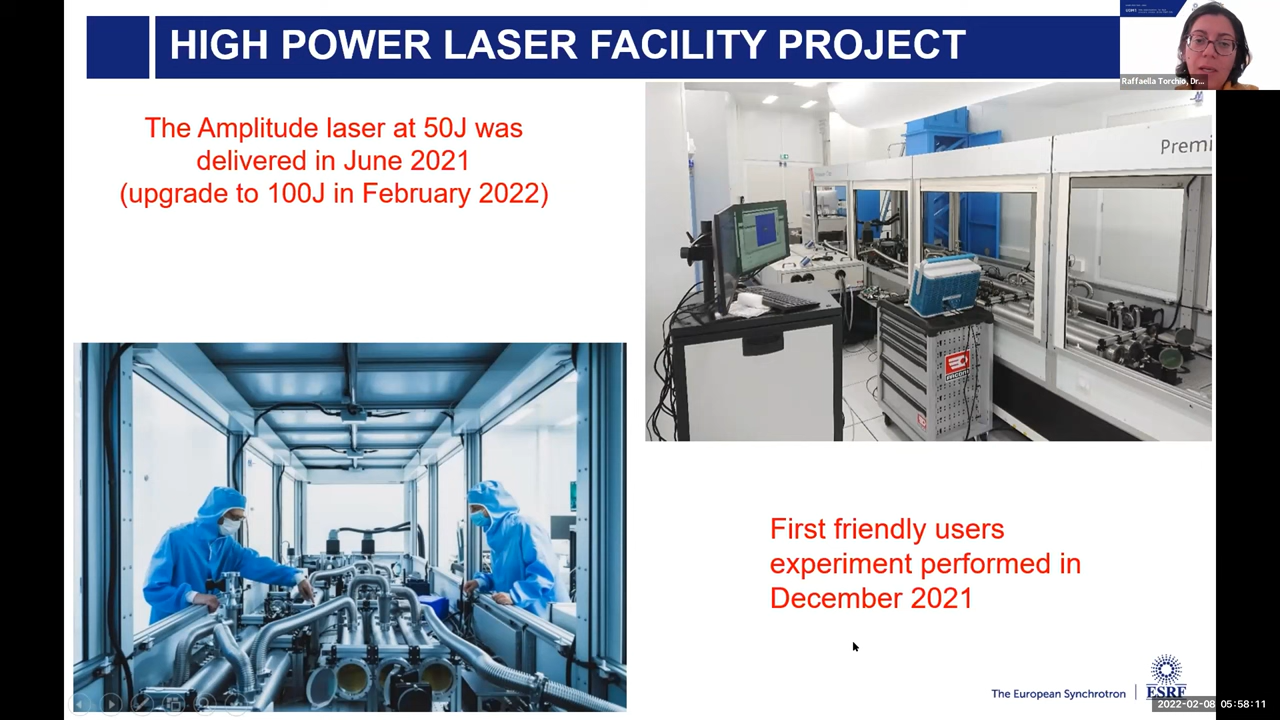 HIGH POWER LASER FACILITY PROJECT
Raffaella Torchio, Dr...
The Amplitude laser at 50J was
delivered in June 2021
(upgrade to 100J in February 2022)
Premi
First friendly users
experiment performed in
December 2021
The European Synchrotron
ESRF
2022-02-08 05:58:11